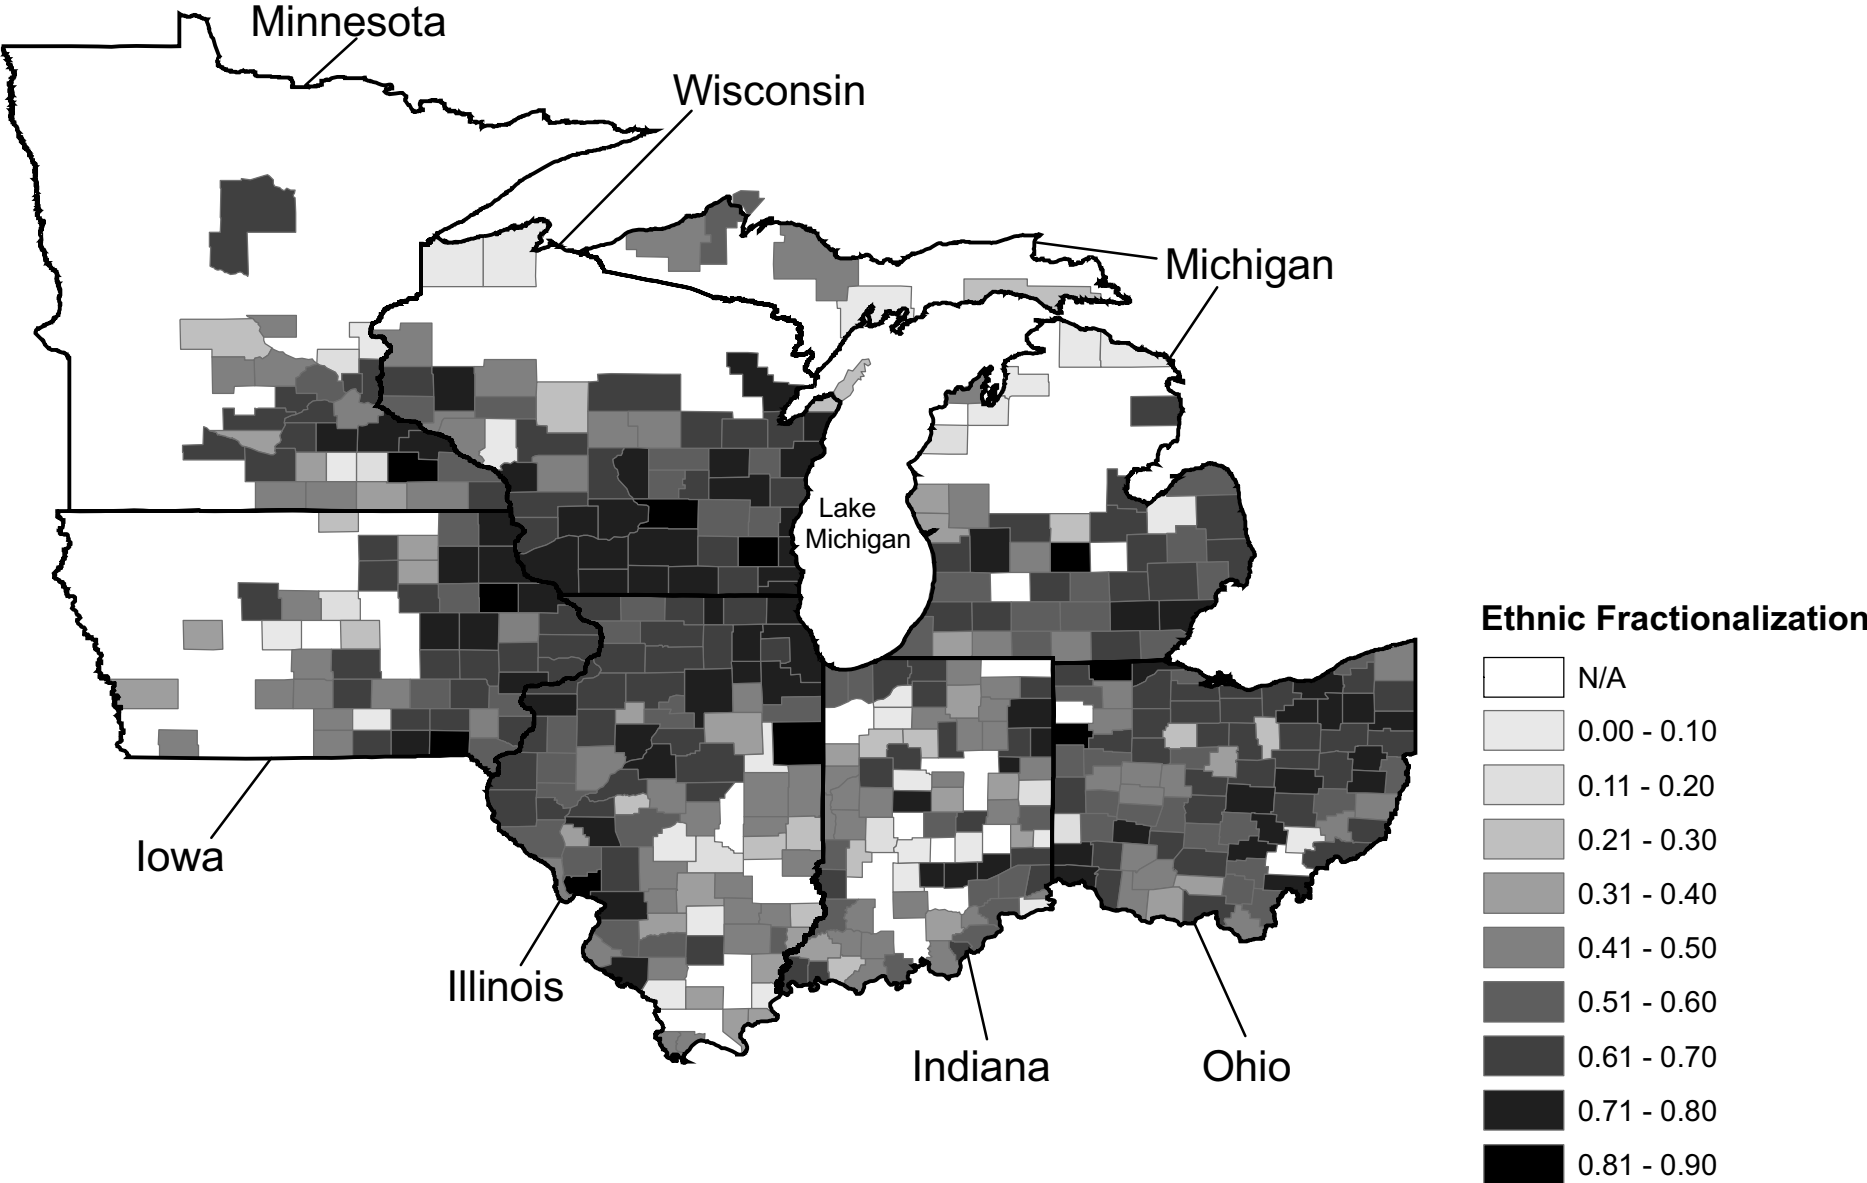 Minnesota
Wisconsin
Michigan
Lake
Michigan
Iowa
Illinois
Indiana
Ohio
Ethnic Fractionalization
N/A
0.00 - 0.10
0.11 - 0.20
0.21 - 0.30
0.31 - 0.40
0.41 - 0.50
0.51 - 0.60
0.61 - 0.70
0.71 - 0.80
0.81 - 0.90